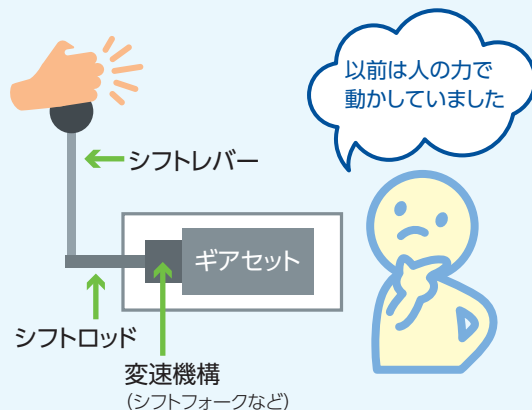 以前は人の力で
動かしていました
シフトレバー
ギアセット
シフトロッド
変速機構
(シフトフォークなど)